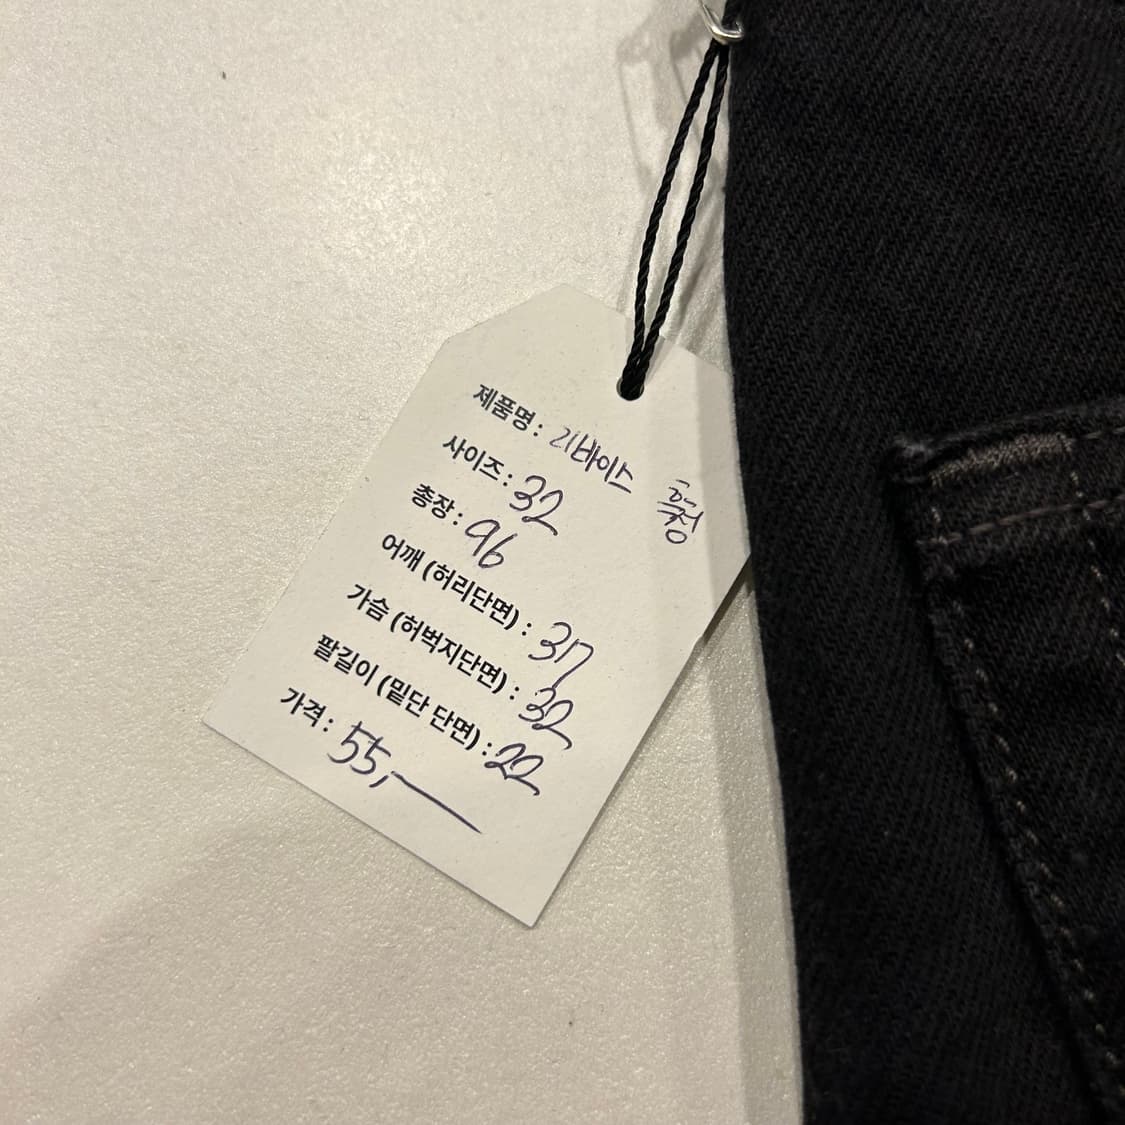 제품명: 리바이스 흑청
사이즈: 32
총장: 96
어깨 (허리단면) : 37
가슴 (허벅지단면) : 32
팔길이 (밑단 단면) : 22
가격: 55,—